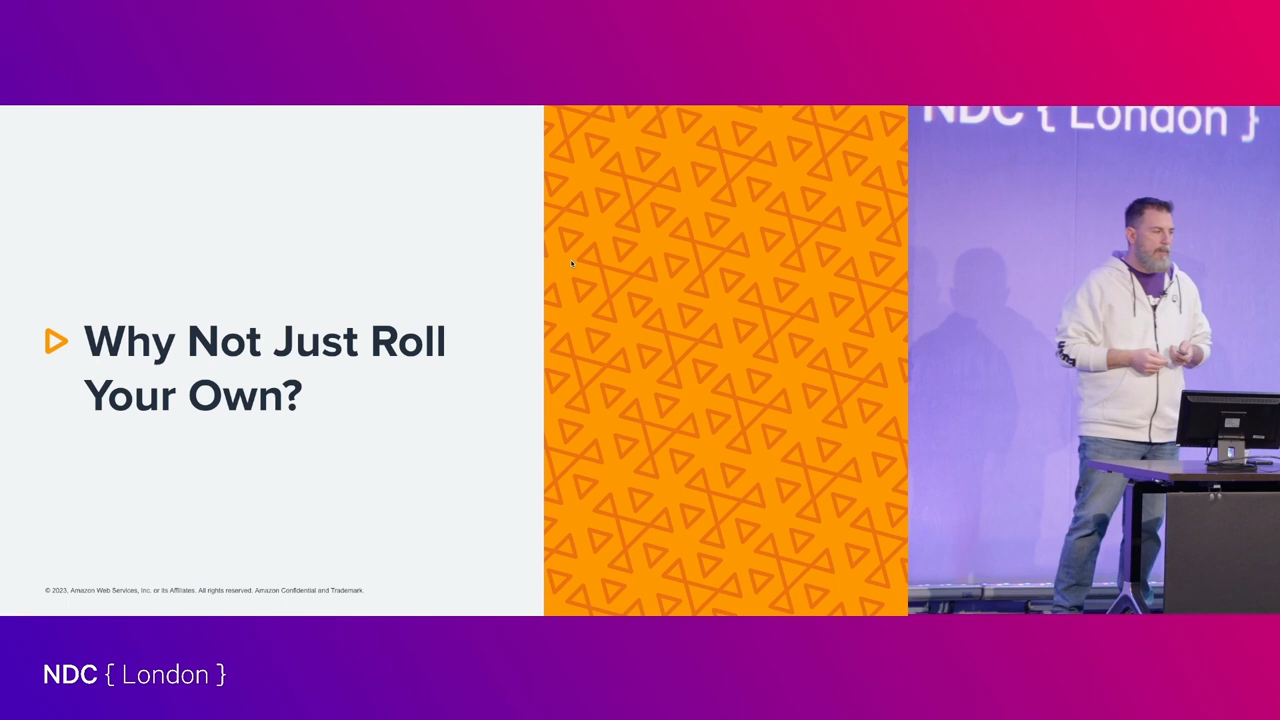 NDC { London }
Why Not Just Roll
Your Own?
© 2023, Amazon Web Services, Inc. or its Affiliates. All rights reserved. Amazon Confidential and Trademark.
NDC { London }